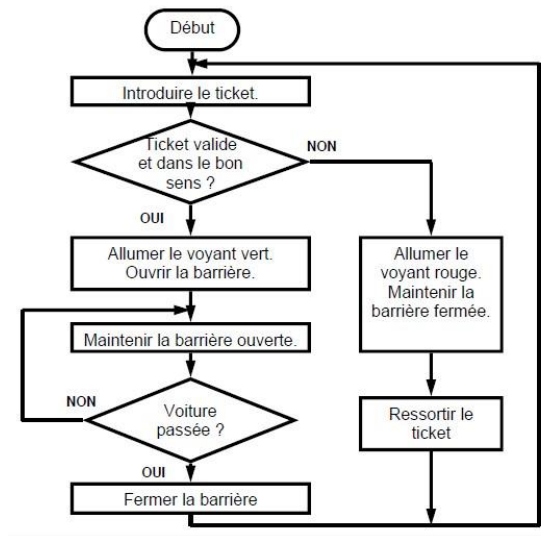 Début
Introduire le ticket.
Ticket valide
et dans le bon
sens ?
NON
OUI
Allumer le voyant vert.
Ouvrir la barrière.
Allumer le
voyant rouge.
Maintenir la
barrière fermée.
Maintenir la barrière ouverte.
NON
Voiture
passée ?
Ressortir le
ticket
OUI
Fermer la barrière